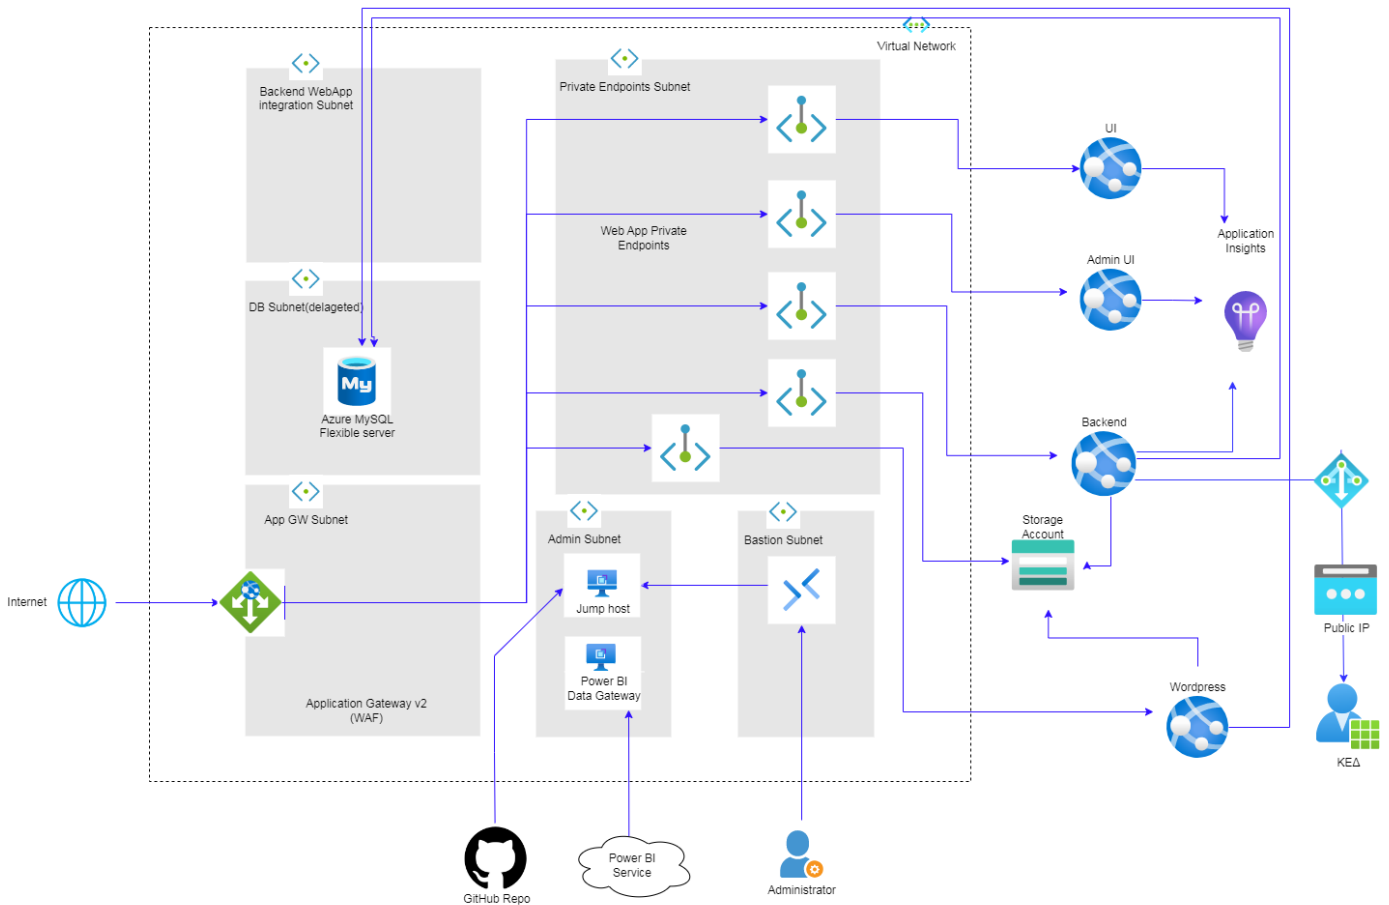 Virtual Network
Backend WebApp
integration Subnet
Private Endpoints Subnet
UI
Web App Private
Endpoints
Application
Insights
Admin UI
DB Subnet(delageted)
My
Azure MySQL
Flexible server
Backend
App GW Subnet
Storage
Account
Admin Subnet
Bastion Subnet
Internet
Jump host
Public IP
Power BI
Data Gateway
Wordpress
Application Gateway v2
(WAF)
ΚΕΔ
Power BI
Service
GitHub Repo
Administrator